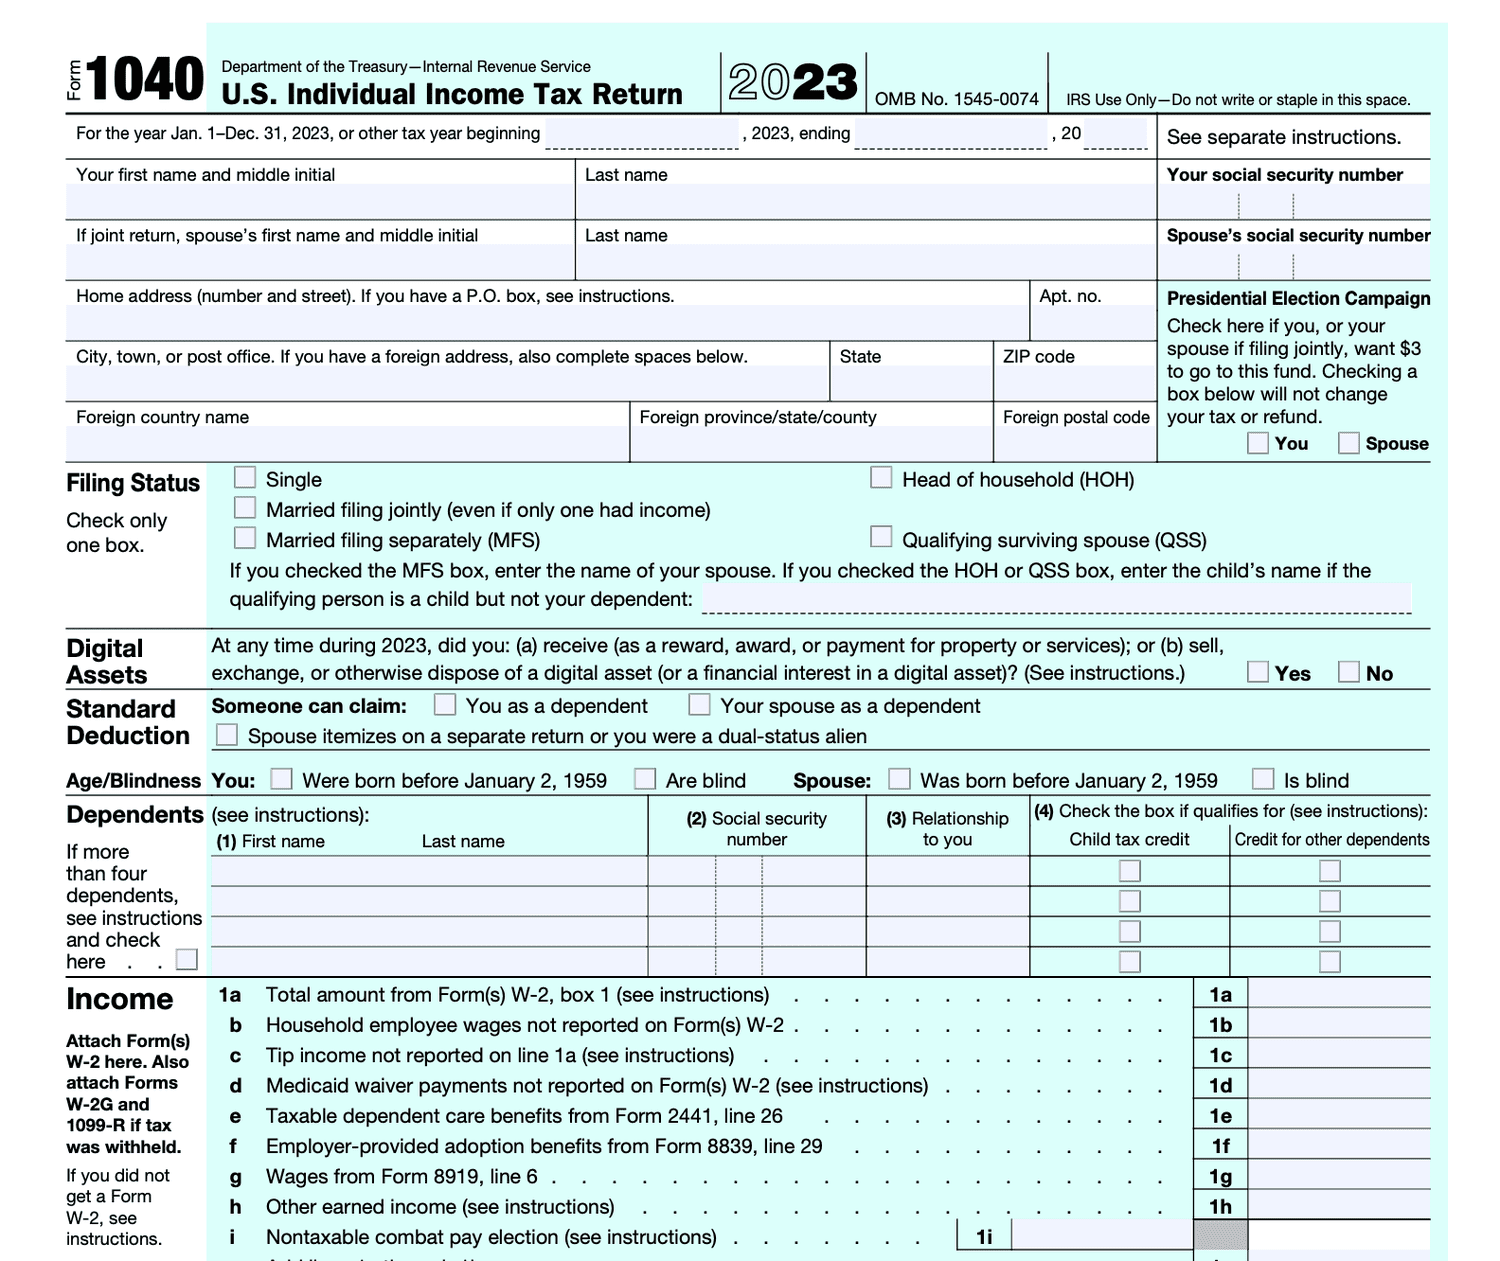 Form 1040 Department of the Treasury—Internal Revenue Service
U.S. Individual Income Tax Return 2023 OMB No. 1545-0074 IRS Use Only—Do not write or staple in this space.
For the year Jan. 1–Dec. 31, 2023, or other tax year beginning , 2023, ending , 20 See separate instructions.
Your first name and middle initial Last name Your social security number
If joint return, spouse's first name and middle initial Last name Spouse's social security number
Home address (number and street). If you have a P.O. box, see instructions. Apt. no.
City, town, or post office. If you have a foreign address, also complete spaces below. State ZIP code
Foreign country name Foreign province/state/county Foreign postal code
Presidential Election Campaign
Check here if you, or your
spouse if filing jointly, want $3
to go to this fund. Checking a
box below will not change
your tax or refund.
You Spouse
Filing Status
Check only
one box.
Single Head of household (HOH)
Married filing jointly (even if only one had income)
Married filing separately (MFS) Qualifying surviving spouse (QSS)
If you checked the MFS box, enter the name of your spouse. If you checked the HOH or QSS box, enter the child's name if the
qualifying person is a child but not your dependent:
Digital
Assets
At any time during 2023, did you: (a) receive (as a reward, award, or payment for property or services); or (b) sell,
exchange, or otherwise dispose of a digital asset (or a financial interest in a digital asset)? (See instructions.) Yes No
Standard
Deduction
Someone can claim: You as a dependent Your spouse as a dependent
Spouse itemizes on a separate return or you were a dual-status alien
Age/Blindness You: Were born before January 2, 1959 Are blind Spouse: Was born before January 2, 1959 Is blind
Dependents (see instructions):
(1) First name Last name
(2) Social security
number
(3) Relationship
to you
(4) Check the box if qualifies for (see instructions):
Child tax credit Credit for other dependents
If more
than four
dependents,
see instructions
and check
here . .
Income
Attach Form(s)
W-2 here. Also
attach Forms
W-2G and
1099-R if tax
was withheld.
If you did not
get a Form
W-2, see
instructions.
1a Total amount from Form(s) W-2, box 1 (see instructions) . . . . . . . . . . . . . 1a
b Household employee wages not reported on Form(s) W-2 . . . . . . . . . . . . . 1b
c Tip income not reported on line 1a (see instructions) . . . . . . . . . . . . . . 1c
d Medicaid waiver payments not reported on Form(s) W-2 (see instructions) . . . . . . . . 1d
e Taxable dependent care benefits from Form 2441, line 26 . . . . . . . . . . . . 1e
f Employer-provided adoption benefits from Form 8839, line 29 . . . . . . . . . . . 1f
g Wages from Form 8919, line 6 . . . . . . . . . . . . . . . . . . . . . 1g
h Other earned income (see instructions) . . . . . . . . . . . . . . . . . . 1h
i Nontaxable combat pay election (see instructions) . . . . . . . 1i